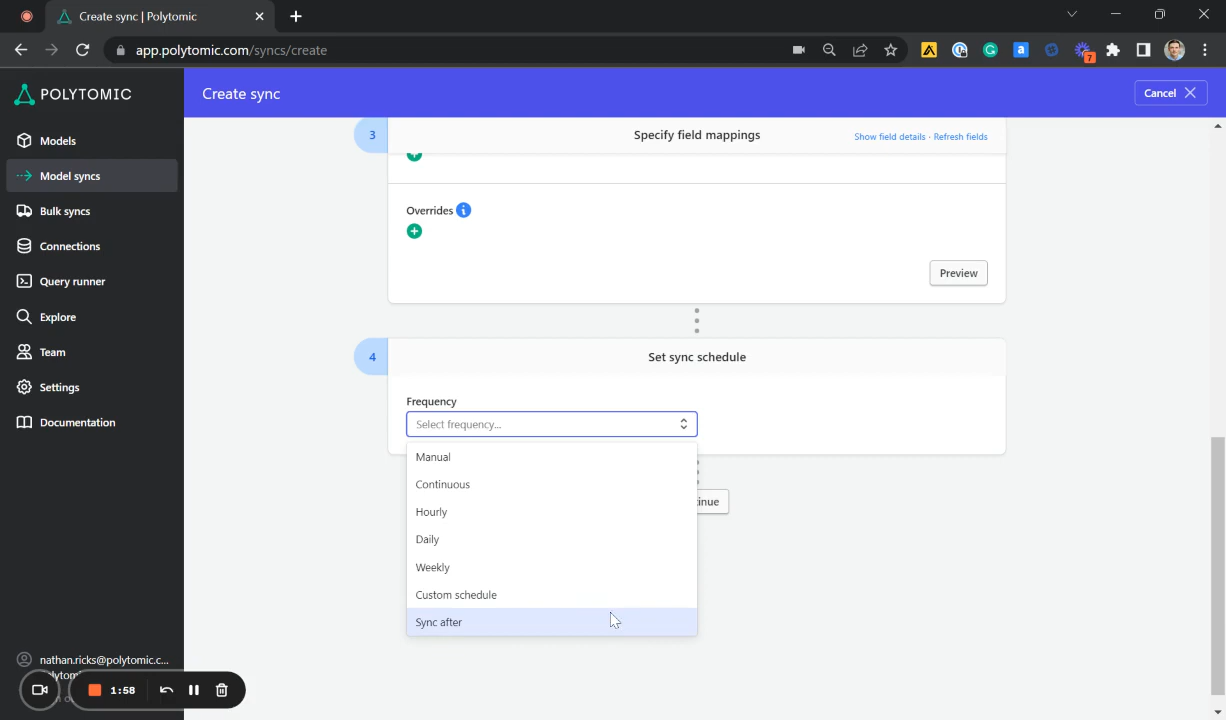 Create sync | Polytomic
app.polytomic.com/syncs/create
7
POLYTOMIC
Create sync
Cancel
Models
Model syncs
Bulk syncs
Connections
Query runner
Explore
Team
Settings
Documentation
3
Specify field mappings
Show field details · Refresh fields
Overrides
Preview
4
Set sync schedule
Frequency
Select frequency...
Manual
Continuous
Hourly
Daily
Weekly
Custom schedule
Sync after
inue
nathan.ricks@polytomic.c...
1:58